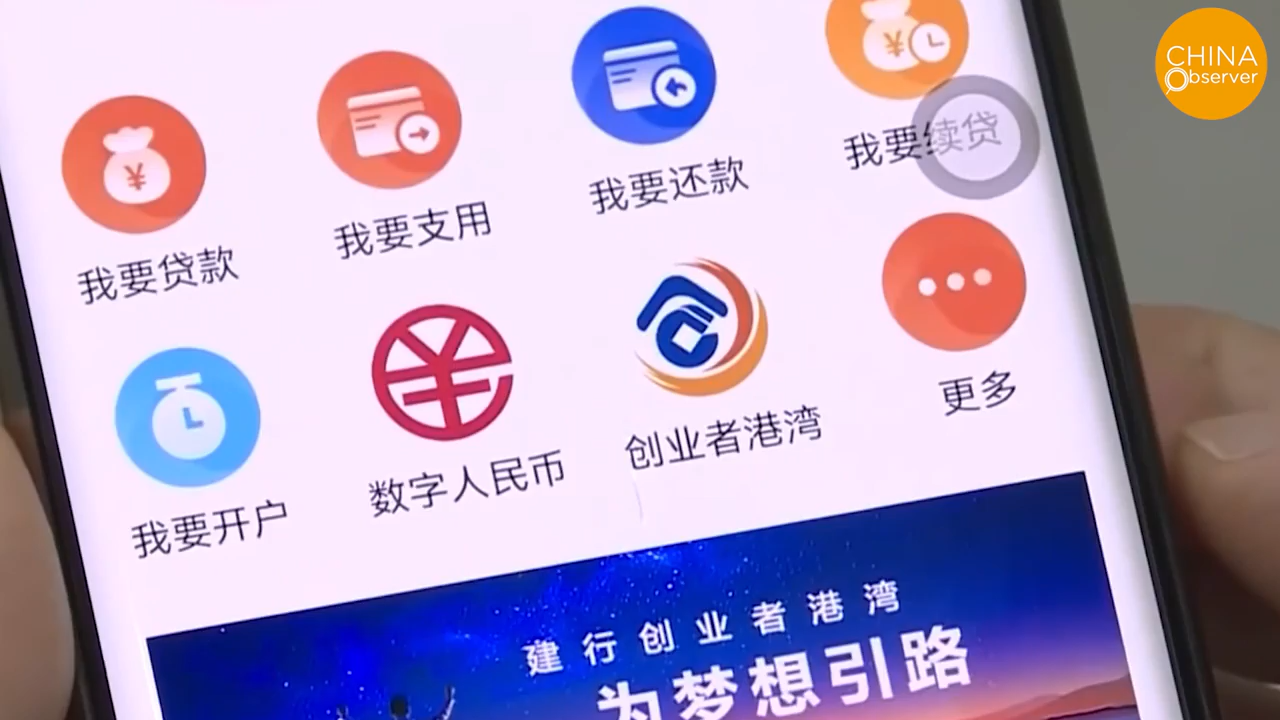 CHINA
Observer
我要贷款
我要支用
我要还款
我要续贷
我要开户
数字人民币
创业者港湾
更多
建行创业者港湾
为梦想引路